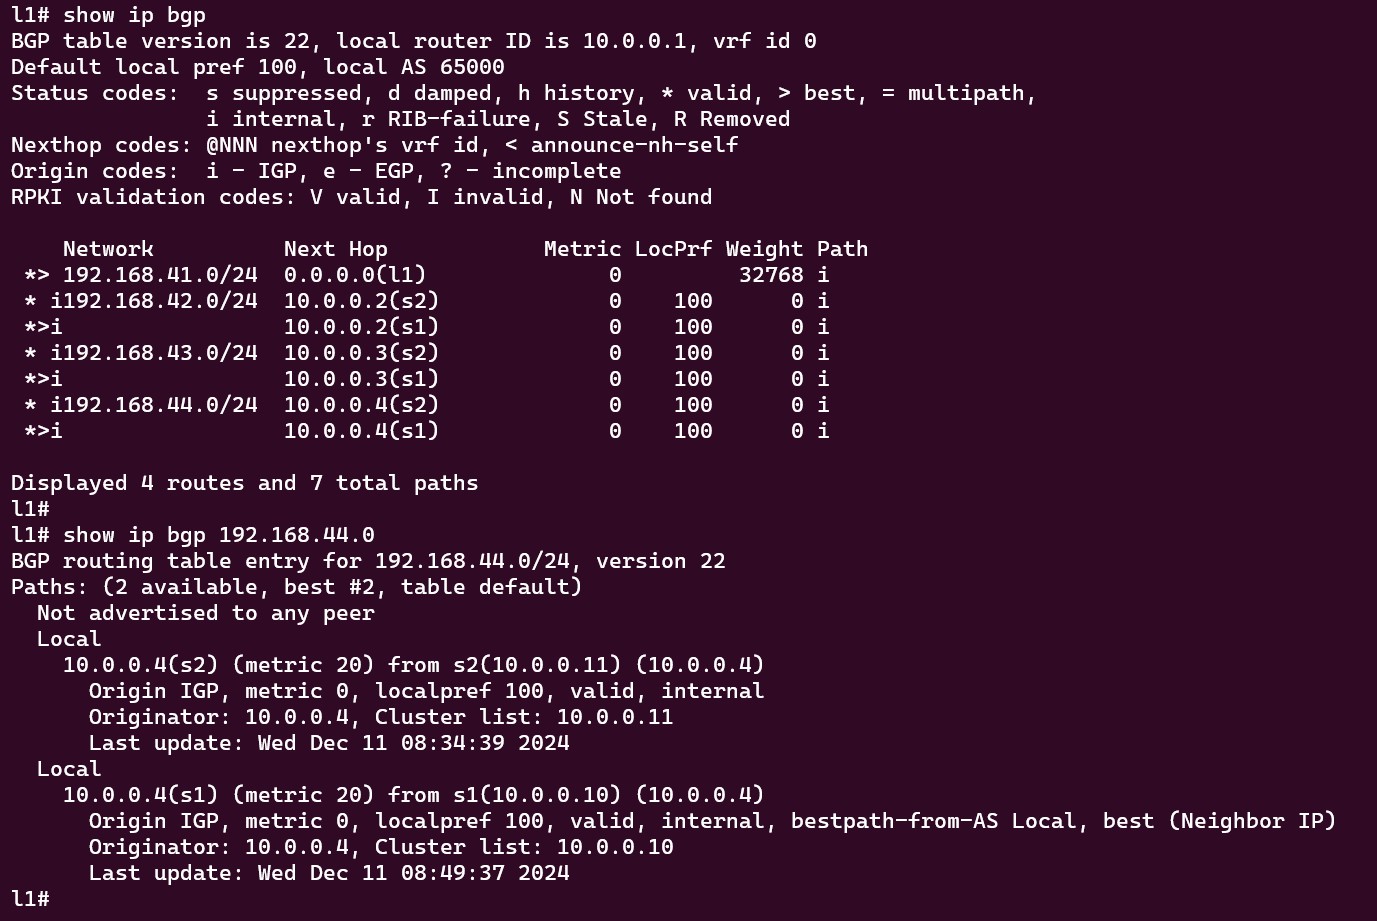 l1# show ip bgp
BGP table version is 22, local router ID is 10.0.0.1, vrf id 0
Default local pref 100, local AS 65000
Status codes:  s suppressed, d damped, h history, * valid, > best, = multipath,
               i internal, r RIB-failure, S Stale, R Removed
Nexthop codes: @NNN nexthop's vrf id, < announce-nh-self
Origin codes:  i - IGP, e - EGP, ? - incomplete
RPKI validation codes: V valid, I invalid, N Not found

    Network          Next Hop            Metric LocPrf Weight Path
 *> 192.168.41.0/24  0.0.0.0(l1)              0         32768 i
 * i192.168.42.0/24  10.0.0.2(s2)             0    100      0 i
 *>i                 10.0.0.2(s1)             0    100      0 i
 * i192.168.43.0/24  10.0.0.3(s2)             0    100      0 i
 *>i                 10.0.0.3(s1)             0    100      0 i
 * i192.168.44.0/24  10.0.0.4(s2)             0    100      0 i
 *>i                 10.0.0.4(s1)             0    100      0 i

Displayed 4 routes and 7 total paths
l1#
l1# show ip bgp 192.168.44.0
BGP routing table entry for 192.168.44.0/24, version 22
Paths: (2 available, best #2, table default)
  Not advertised to any peer
  Local
    10.0.0.4(s2) (metric 20) from s2(10.0.0.11) (10.0.0.4)
      Origin IGP, metric 0, localpref 100, valid, internal
      Originator: 10.0.0.4, Cluster list: 10.0.0.11
      Last update: Wed Dec 11 08:34:39 2024
  Local
    10.0.0.4(s1) (metric 20) from s1(10.0.0.10) (10.0.0.4)
      Origin IGP, metric 0, localpref 100, valid, internal, bestpath-from-AS Local, best (Neighbor IP)
      Originator: 10.0.0.4, Cluster list: 10.0.0.10
      Last update: Wed Dec 11 08:49:37 2024
l1#